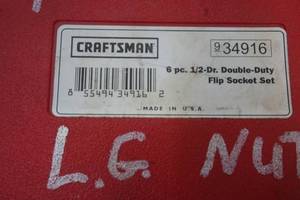 CRAFTSMAN
9 34916
6 pc. 1/2-Dr. Double-Duty
Flip Socket Set
8 55494 34916 2
MADE IN U.S.A.
L.G. NUT